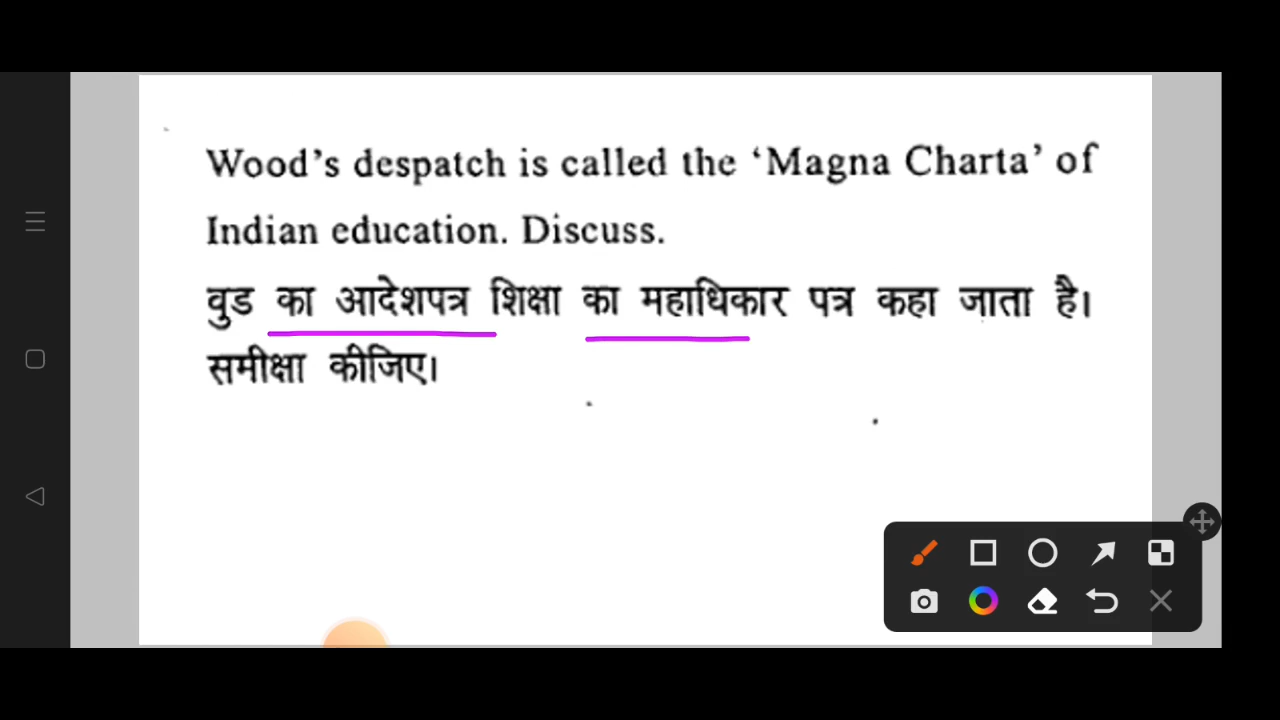 Wood's despatch is called the ‘Magna Charta’ of
Indian education. Discuss.
वुड का आदेशपत्र शिक्षा का महाधिकार पत्र कहा जाता है।
समीक्षा कीजिए।